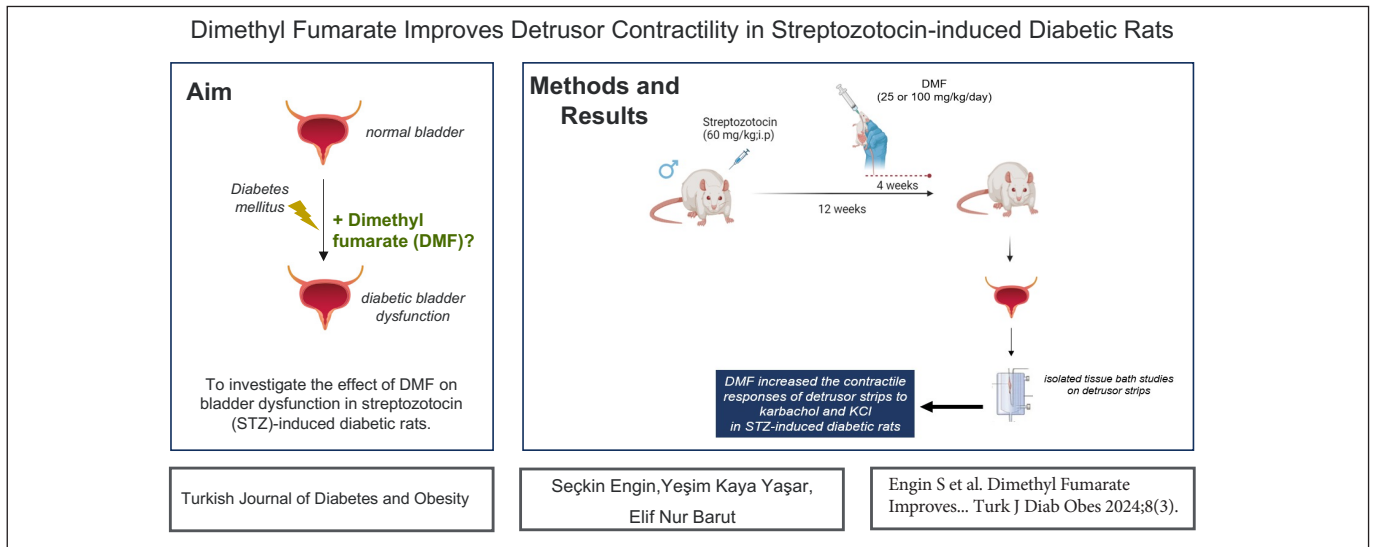 Dimethyl Fumarate Improves Detrusor Contractility in Streptozotocin-induced Diabetic Rats
Aim
normal bladder
Diabetes
mellitus
+ Dimethyl
fumarate (DMF)?
diabetic bladder
dysfunction
To investigate the effect of DMF on
bladder dysfunction in streptozotocin
(STZ)-induced diabetic rats.
Methods and
Results
Streptozotocin
(60 mg/kg;i.p)
DMF
(25 or 100 mg/kg/day)
4 weeks
12 weeks
isolated tissue bath studies
on detrusor strips
DMF increased the contractile
responses of detrusor strips to
karbachol and KCl
in STZ-induced diabetic rats
Turkish Journal of Diabetes and Obesity
Seçkin Engin,Yeşim Kaya Yaşar,
Elif Nur Barut
Engin S et al. Dimethyl Fumarate
Improves... Turk J Diab Obes 2024;8(3).